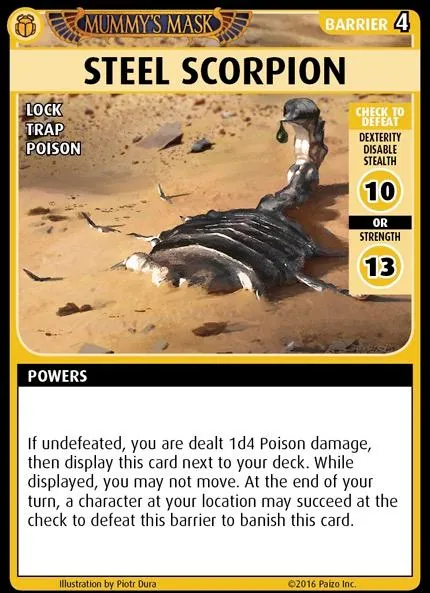 MUMMY'S MASK
BARRIER 4
STEEL SCORPION
LOCK
TRAP
POISON
CHECK TO
DEFEAT
DEXTERITY
DISABLE
STEALTH
10
OR
STRENGTH
13
POWERS
If undefeated, you are dealt 1d4 Poison damage,
then display this card next to your deck. While
displayed, you may not move. At the end of your
turn, a character at your location may succeed at the
check to defeat this barrier to banish this card.
Illustration by Piotr Dura
©2016 Paizo Inc.